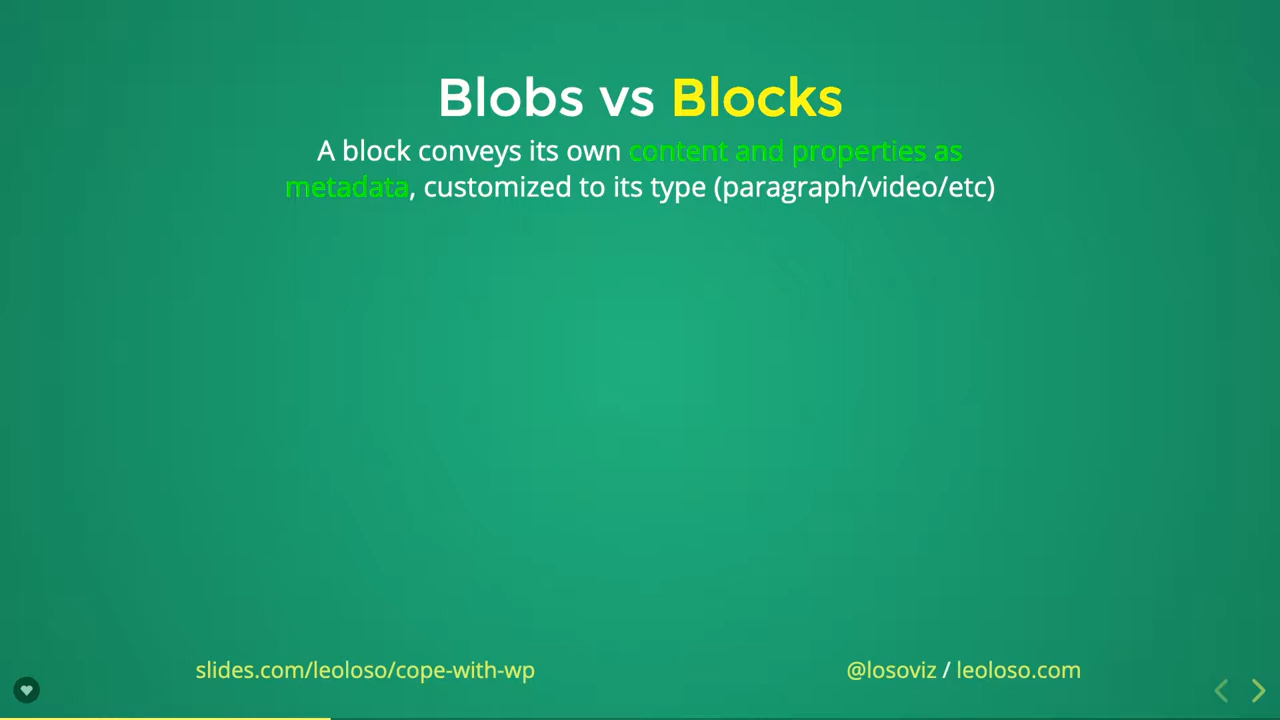 Blobs vs Blocks
A block conveys its own content and properties as
metadata, customized to its type (paragraph/video/etc)
slides.com/leoloso/cope-with-wp
@losoviz / leoloso.com